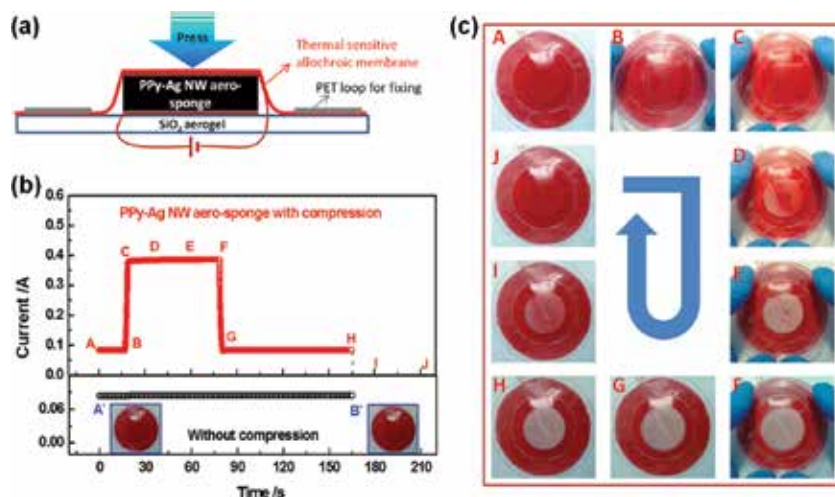 (a)
Press
Thermal sensitive
allochroic membrane
PPy-Ag NW aero-
sponge
PET loop for fixing
SiO₂ aerogel
(b)
0.6
0.5
0.4
0.3
0.2
0.1
0.0
0.06
0.00
Current /A
PPy-Ag NW aero-sponge with compression
A
B
C
D
E
F
G
H
I
J
A'
B'
Without compression
0
30
60
90
120
150
180
210
Time /s
(c)
A
B
C
J
D
I
E
H
G
F